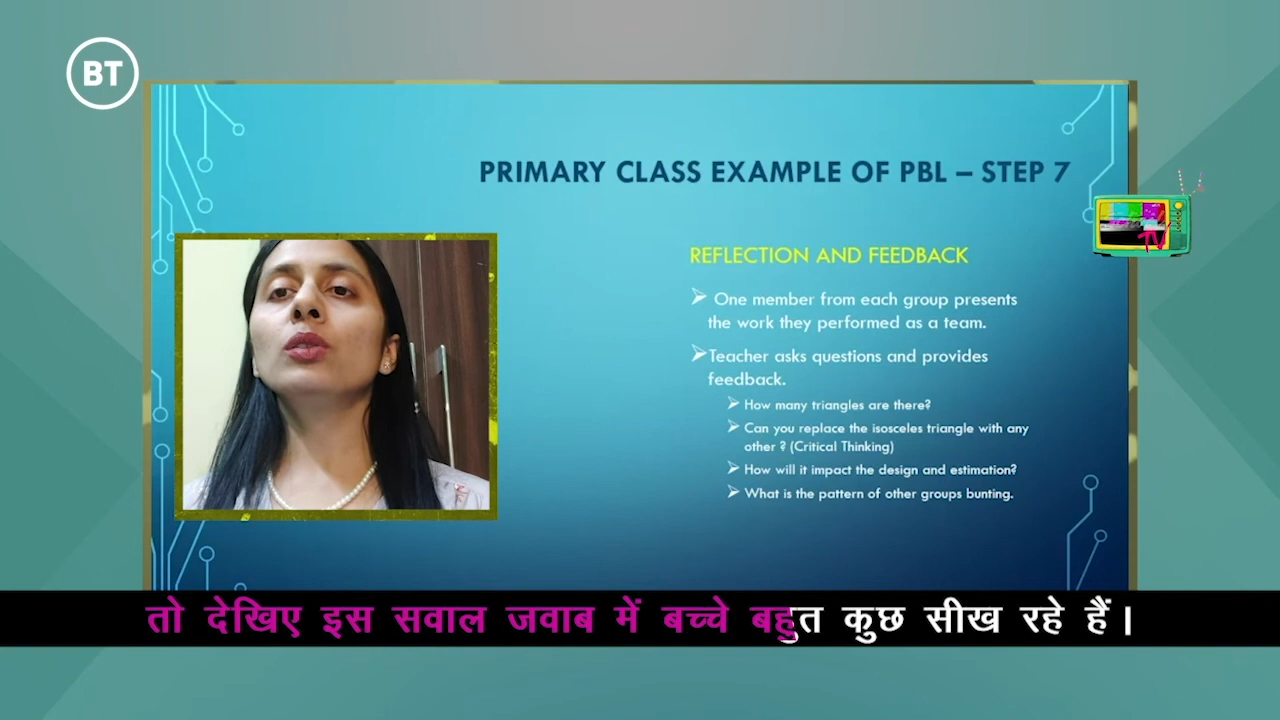 BT
PRIMARY CLASS EXAMPLE OF PBL – STEP 7
TV
REFLECTION AND FEEDBACK
One member from each group presents
the work they performed as a team.
Teacher asks questions and provides
feedback.
How many triangles are there?
Can you replace the isosceles triangle with any
other ? (Critical Thinking)
How will it impact the design and estimation?
What is the pattern of other groups bunting.
तो देखिए इस सवाल जवाब में बच्चे बहुत कुछ सीख रहे हैं।